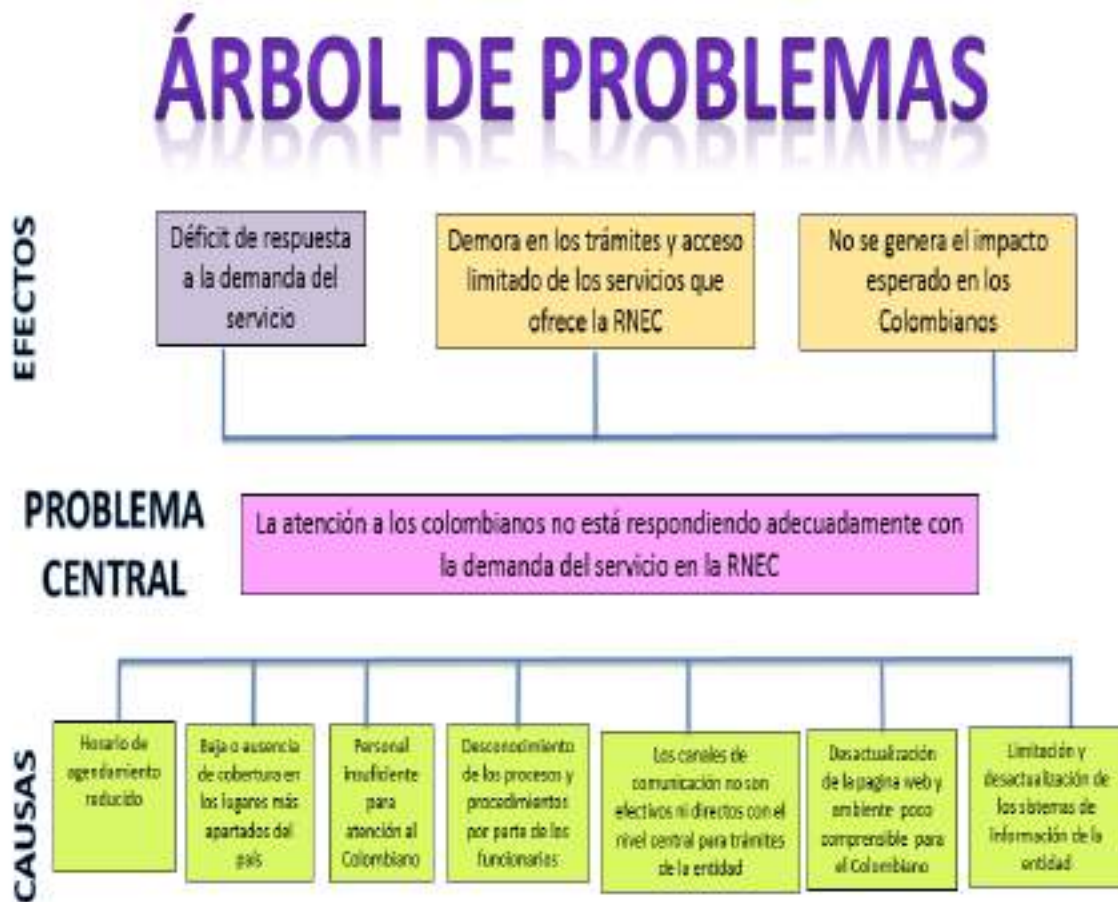 ÁRBOL DE PROBLEMAS
EFECTOS
Déficit de respuesta
a la demanda del
servicio
Demora en los trámites y acceso
limitado de los servicios que
ofrece la RNEC
No se genera el impacto
esperado en los
Colombianos
PROBLEMA
CENTRAL
La atención a los colombianos no está respondiendo adecuadamente con
la demanda del servicio en la RNEC
CAUSAS
Horario de
agendamiento
reducido
Baja o ausencia
de cobertura en
los lugares más
apartados del
país
Personal
insuficiente
para
atención al
Colombiano
Desconocimiento
de los procesos y
procedimientos
por parte de los
funcionarios
Los canales de
comunicación no son
efectivos ni directos con el
nivel central para trámites
de la entidad
Desactualización
de la pagina web y
ambiente poco
comprensible para
el Colombiano
Limitación y
desactualización de
los sistemas de
información de la
entidad